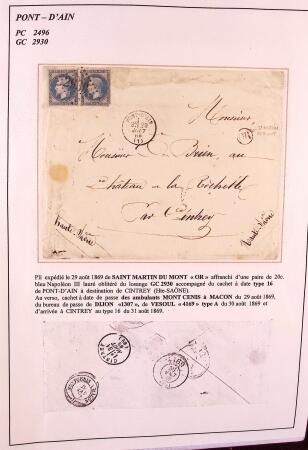 PONT – D'AIN
PC 2496
GC 2930
Monsieur,
Monsieur Brien, au
Château de la Rochelle
Par Cintrey
Haute Saône
Haute Saône
PE expédié le 29 août 1869 de SAINT MARTIN DU MONT « OR » affranchi d'une paire de 20c.
bleu Napoléon III lauré oblitéré du losange GC 2930 accompagné du cachet à date type 16
de PONT-D'AIN à destination de CINTREY (Hte-SAÔNE).
Au verso, cachet à date de passe des ambulants MONT CENIS à MACON du 29 août 1869,
du bureau de passe de DIJON «1307», de VESOUL « 4169 » type A du 30 août 1869 et
d'arrivée à CINTREY au type 16 du 31 août 1869.